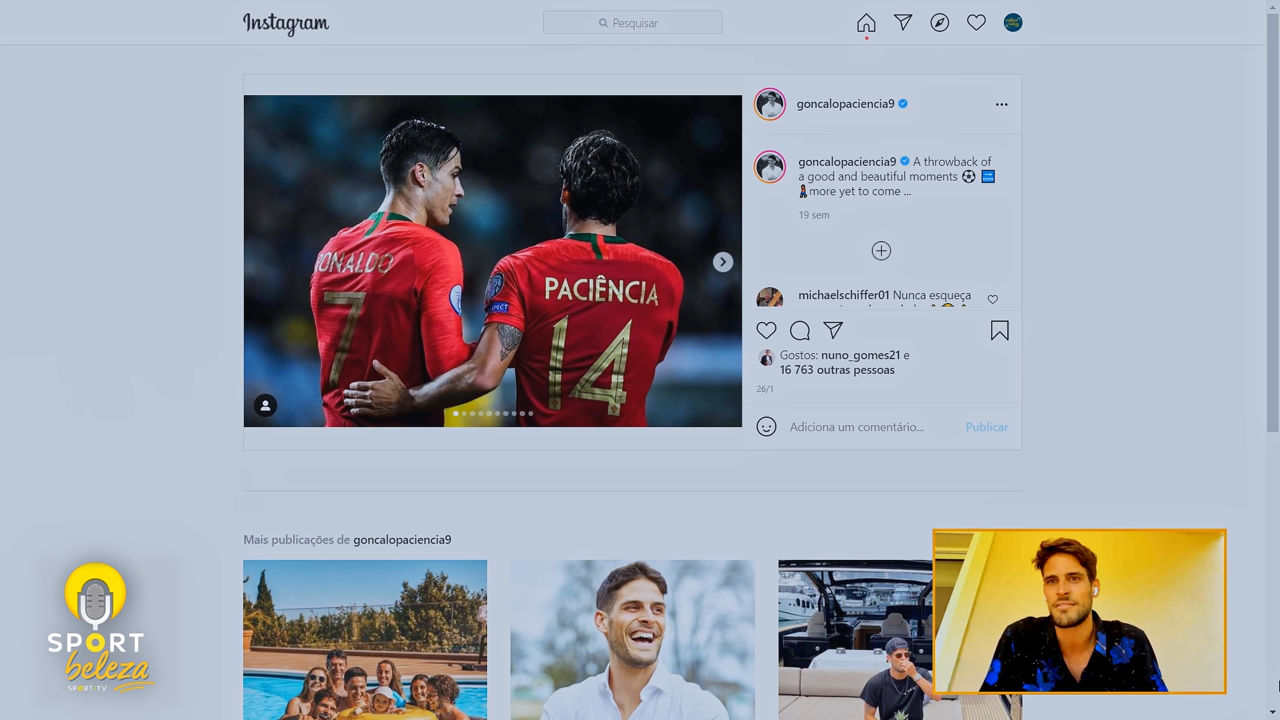 Instagram
Pesquisar
goncalopaciencia9
goncalopaciencia9 A throwback of
a good and beautiful moments
more yet to come ...
19 sem
michaelschiffer01 Nunca esqueça
Gostos: nuno_gomes21 e
16 763 outras pessoas
26/1
Adiciona um comentário... Publicar
RONALDO
7
PACIÊNCIA
14
Mais publicações de goncalopaciencia9
SPORT
beleza
SPORT·TV